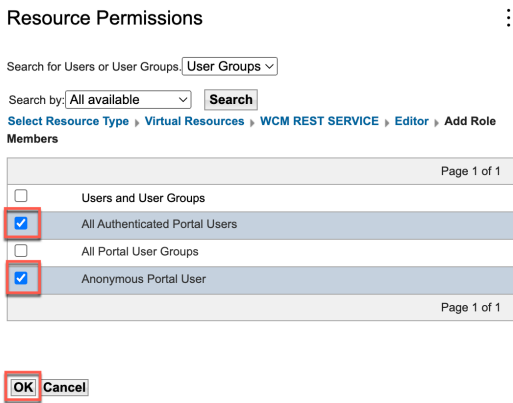 Resource Permissions
Search for Users or User Groups. User Groups
Search by: All available Search
Select Resource Type Virtual Resources WCM REST SERVICE Editor Add Role
Members
Page 1 of 1
Users and User Groups
All Authenticated Portal Users
All Portal User Groups
Anonymous Portal User
Page 1 of 1
OK Cancel